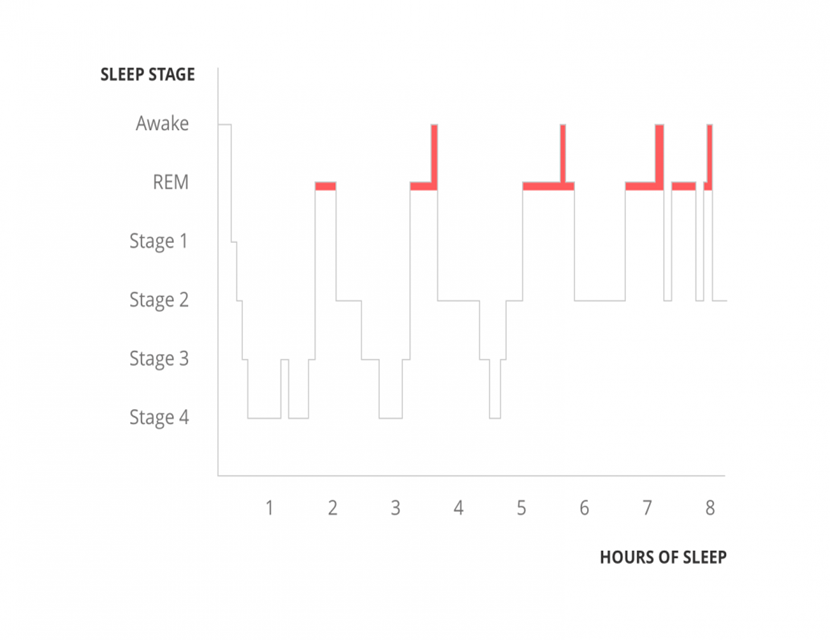 SLEEP STAGE
Awake
REM
Stage 1
Stage 2
Stage 3
Stage 4
1 2 3 4 5 6 7 8
HOURS OF SLEEP